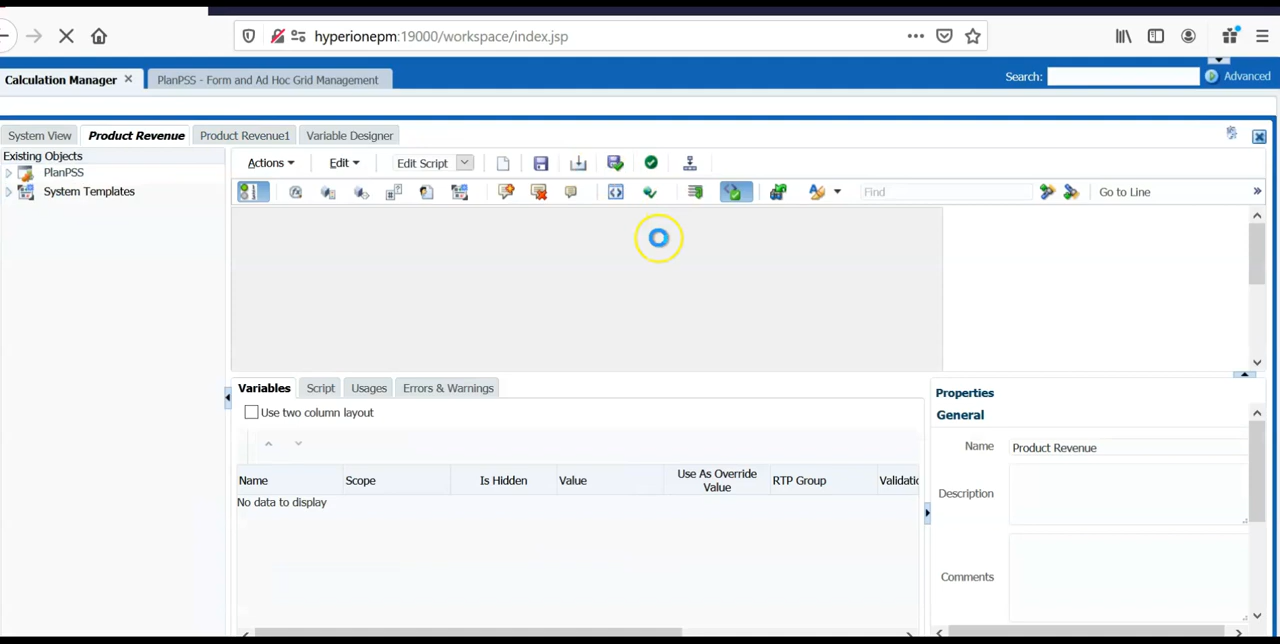 hyperionepm:19000/workspace/index.jsp
Calculation Manager PlanPSS - Form and Ad Hoc Grid Management Search: Advanced
System View Product Revenue Product Revenue1 Variable Designer
Existing Objects
PlanPSS
System Templates
Actions Edit Edit Script
Find Go to Line
Variables Script Usages Errors & Warnings
Use two column layout
Name Scope Is Hidden Value Use As Override Value RTP Group Validatio
No data to display
Properties
General
Name Product Revenue
Description
Comments